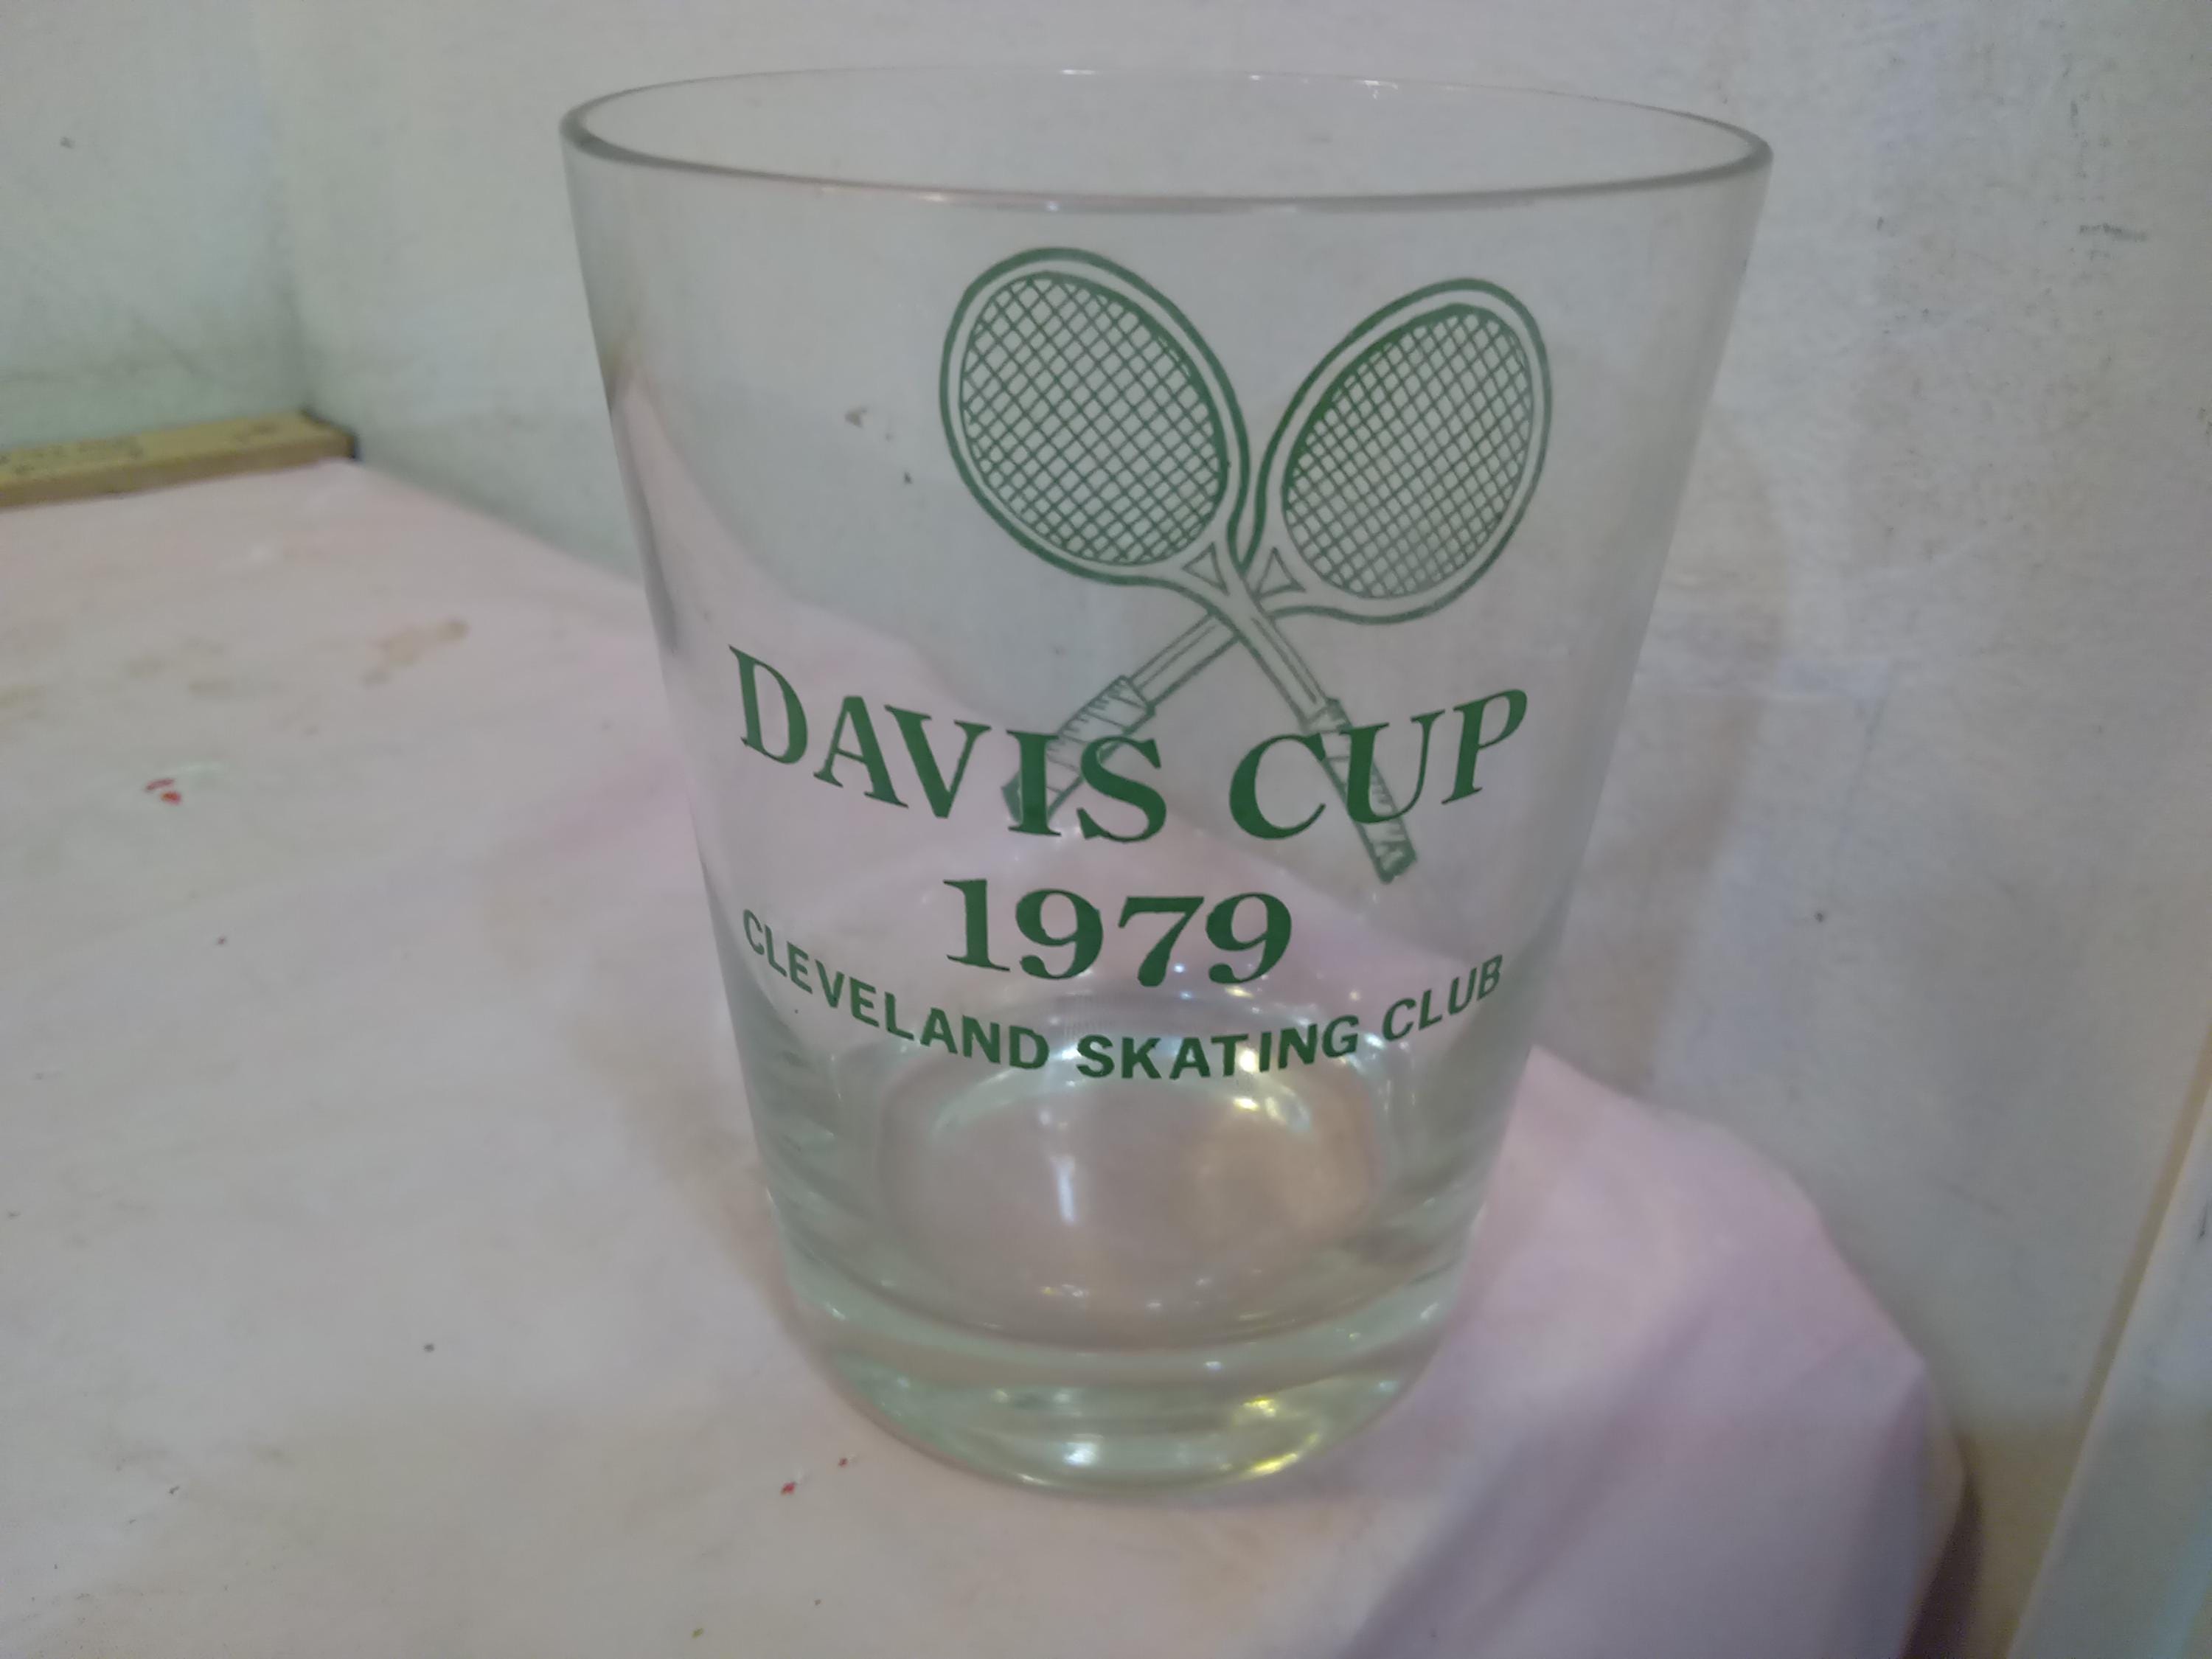 DAVIS CUP
1979
CLEVELAND SKATING CLUB